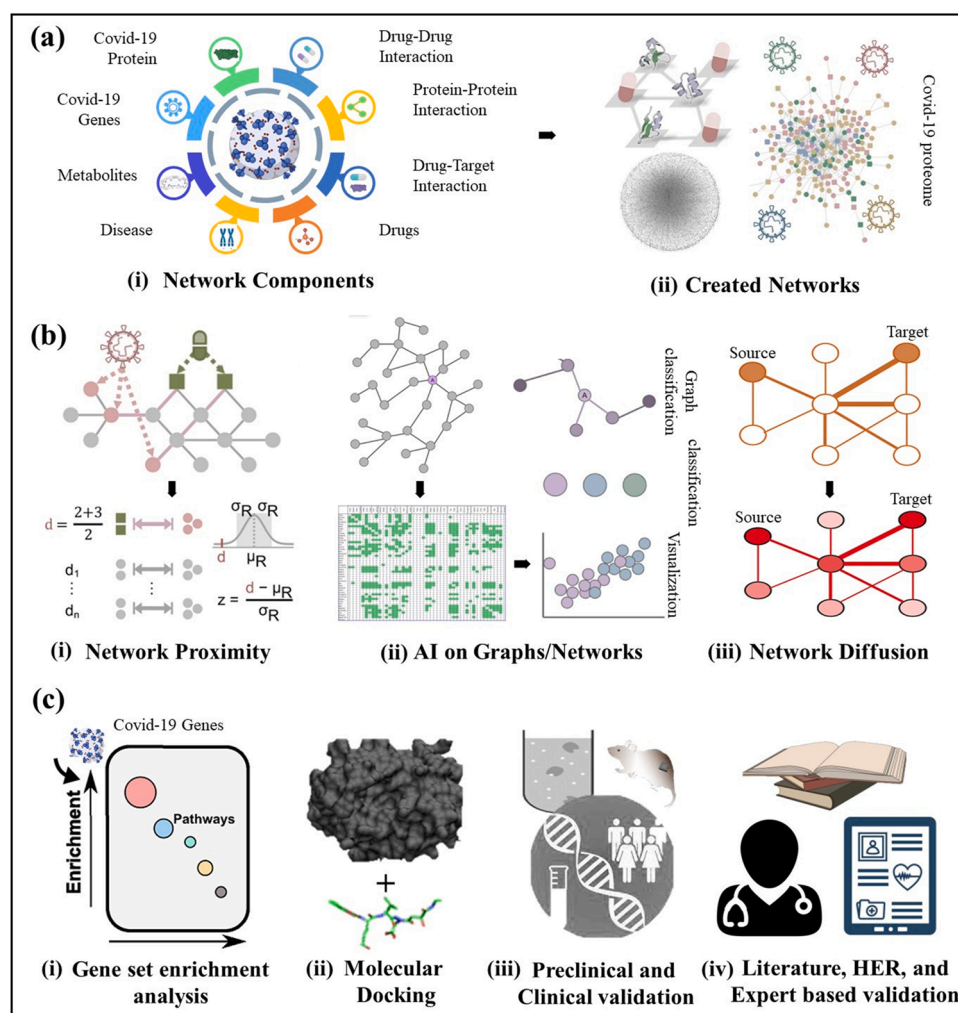 (a)
Covid-19
Protein
Drug-Drug
Interaction
Covid-19
Genes
Protein-Protein
Interaction
Metabolites
Drug-Target
Interaction
Disease
Drugs
(i) Network Components
Covid-19 proteome
(ii) Created Networks
(b)
d = 2+3
2
σR σR
d
μR
d1
⋮
⋮
dn
z = d − μR
σR
(i) Network Proximity
A
A
Graph
classification
classification
Visualization
(ii) AI on Graphs/Networks
Source
Target
Source
Target
(iii) Network Diffusion
(c)
Covid-19 Genes
Enrichment
Pathways
(i) Gene set enrichment
analysis
+
(ii) Molecular
Docking
(iii) Preclinical and
Clinical validation
(iv) Literature, HER, and
Expert based validation